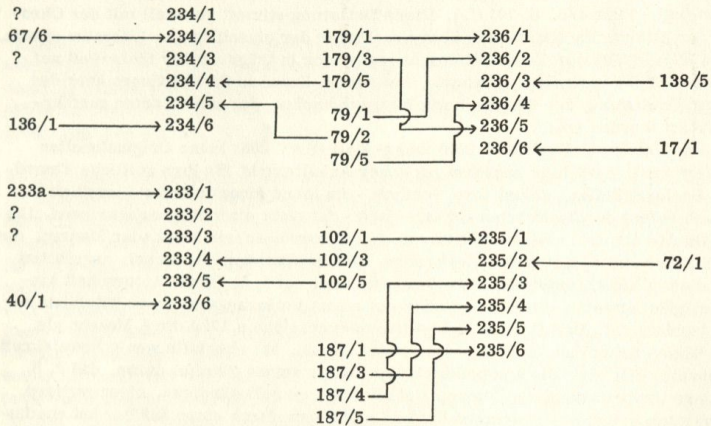 ? 234/1
67/6 234/2 179/1 236/1
? 234/3 179/3 236/2
234/4 179/5 236/3 138/5
234/5 79/1 236/4
136/1 234/6 79/2 236/5
79/5 236/6 17/1
233a 233/1
? 233/2
? 233/3 102/1 235/1
233/4 102/3 235/2 72/1
233/5 102/5 235/3
40/1 233/6 235/4
235/5
187/1 235/6
187/3
187/4
187/5